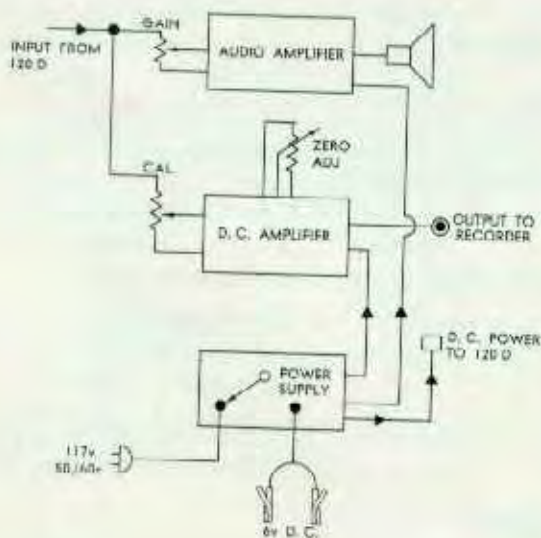 GAIN
INPUT FROM
120 D
AUDIO AMPLIFIER
ZERO
ADJ
CAL.
D. C. AMPLIFIER
OUTPUT TO
RECORDER
D. C. POWER
TO 120 D
POWER
SUPPLY
117v
50/60~
6v D. C.